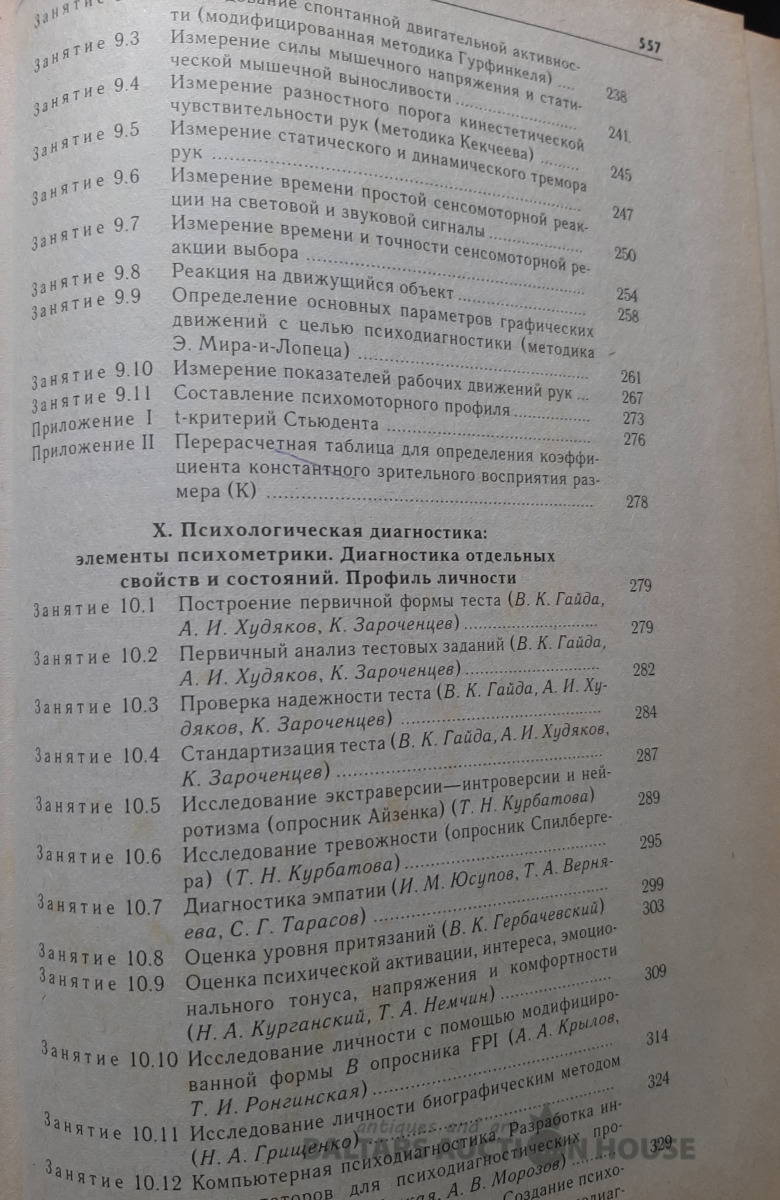 557
Занятие
спонтанной двигательной активнос-
ти (модифицированная методика Гурфинкеля) .... 238
Занятие 9.3 Измерение силы мышечного напряжения и стати-
ческой мышечной выносливости .................. 241
Занятие 9.4 Измерение разностного порога кинестетической
чувствительности рук (методика Кекчеева) ......... 245
Занятие 9.5 Измерение статического и динамического тремора
рук .................. 247
Занятие 9.6 Измерение времени простой сенсомоторной реак-
ции на световой и звуковой сигналы .................. 250
Занятие 9.7 Измерение времени и точности сенсомоторной ре-
акции выбора .................. 254
Занятие 9.8 Реакция на движущийся объект .................. 258
Занятие 9.9 Определение основных параметров графических
движений с целью психодиагностики (методика
Э. Мира-и-Лопеца) .................. 261
Занятие 9.10 Измерение показателей рабочих движений рук ... 267
Занятие 9.11 Составление психомоторного профиля .................. 273
Приложение I t-критерий Стьюдента .................. 276
Приложение II Перерасчетная таблица для определения коэффи-
циента константного зрительного восприятия раз-
мера (К) .................. 278
X. Психологическая диагностика:
элементы психометрики. Диагностика отдельных
свойств и состояний. Профиль личности 279
Занятие 10.1 Построение первичной формы теста (В. К. Гайда,
А. И. Худяков, К. Зароченцев) .................. 279
Занятие 10.2 Первичный анализ тестовых заданий (В. К. Гайда,
А. И. Худяков, К. Зароченцев) .................. 282
Занятие 10.3 Проверка надежности теста (В. К. Гайда, А. И. Ху-
дяков, К. Зароченцев) .................. 284
Занятие 10.4 Стандартизация теста (В. К. Гайда, А. И. Худяков,
К. Зароченцев) .................. 287
Занятие 10.5 Исследование экстраверсии—интроверсии и ней-
ротизма (опросник Айзенка) (Т. Н. Курбатова) 289
Занятие 10.6 Исследование тревожности (опросник Спилберге-
ра) (Т. Н. Курбатова) .................. 295
Занятие 10.7 Диагностика эмпатии (И. М. Юсупов, Т. А. Верня-
ева, С. Г. Тарасов) .................. 299
Занятие 10.8 Оценка уровня притязаний (В. К. Гербачевский) 303
Занятие 10.9 Оценка психической активации, интереса, эмоцио-
нального тонуса, напряжения и комфортности
(Н. А. Курганский, Т. А. Немчин) .................. 309
Занятие 10.10 Исследование личности с помощью модифициро-
ванной формы В опросника FPI (А. А. Крылов,
Т. И. Ронгинская) .................. 314
Занятие 10.11 Исследование личности биографическим методом
(Н. А. Грищенко) .................. 324
Занятие 10.12 Компьютерная психодиагностика. Разработка ин-
для психодиагностических про-
А. В. Морозов) ......... 329
Создание психо-
antiques and art
BALTARS AUCTION HOUSE